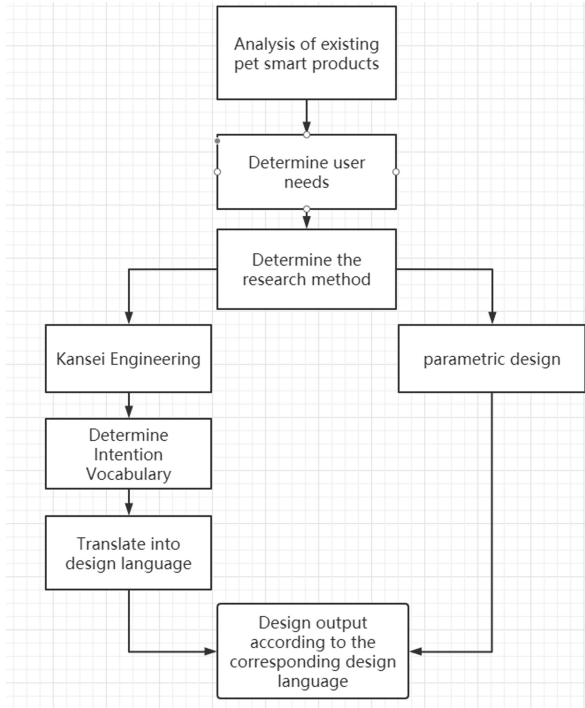 Analysis of existing
pet smart products
Determine user
needs
Determine the
research method
Kansei Engineering
parametric design
Determine
Intention
Vocabulary
Translate into
design language
Design output
according to the
corresponding design
language